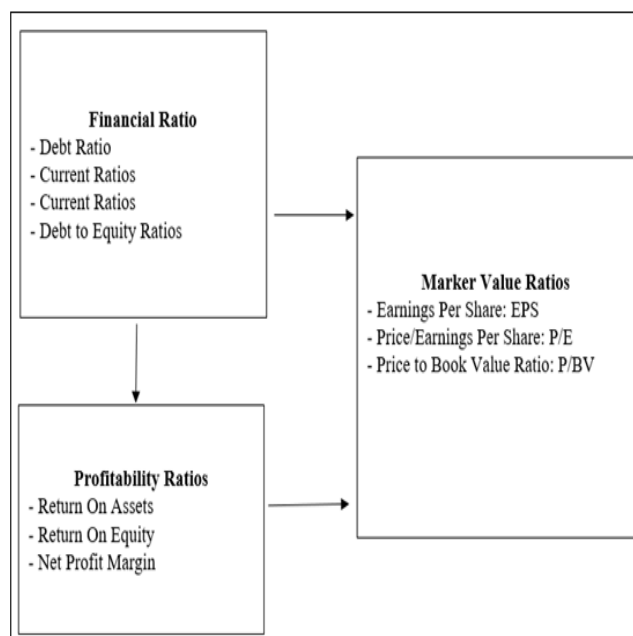 Financial Ratio
- Debt Ratio
- Current Ratios
- Current Ratios
- Debt to Equity Ratios
Marker Value Ratios
- Earnings Per Share: EPS
- Price/Earnings Per Share: P/E
- Price to Book Value Ratio: P/BV
Profitability Ratios
- Return On Assets
- Return On Equity
- Net Profit Margin